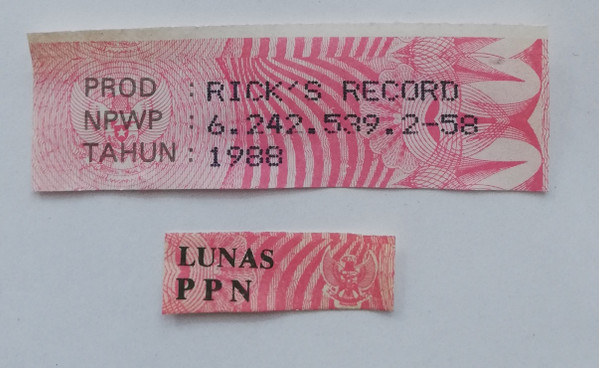 PROD : RICK'S RECORD
NPWP : 6.242.539.2-58
TAHUN : 1988
LUNAS
PPN